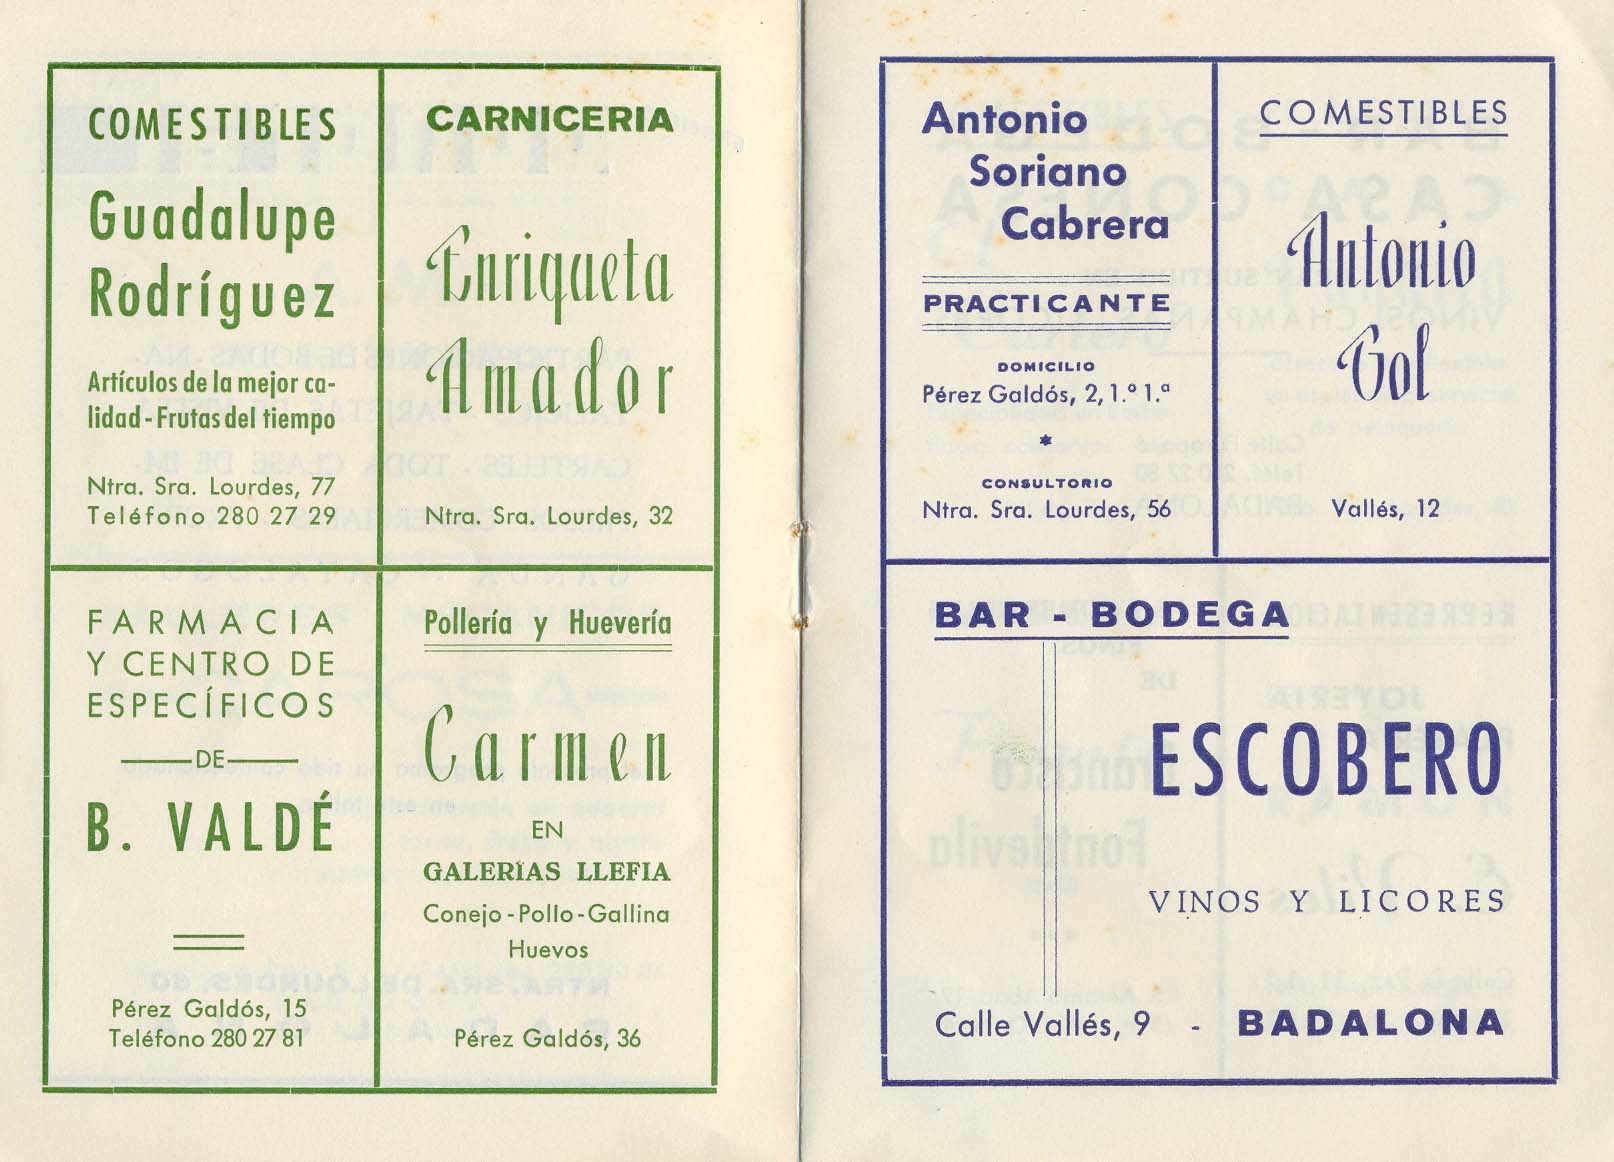 COMESTIBLES
Guadalupe
Rodríguez
Artículos de la mejor ca-
lidad - Frutas del tiempo
Ntra. Sra. Lourdes, 77
Teléfono 280 27 29
CARNICERIA
Enriqueta
Amador
Ntra. Sra. Lourdes, 32
FARMACIA
Y CENTRO DE
ESPECÍFICOS
DE
B. VALDÉ
Pérez Galdós, 15
Teléfono 280 27 81
Pollería y Huevería
Carmen
EN
GALERIAS LLEFIA
Conejo - Pollo - Gallina
Huevos
Pérez Galdós, 36
Antonio
Soriano
Cabrera
PRACTICANTE
DOMICILIO
Pérez Galdós, 2, 1.º 1.ª
*
CONSULTORIO
Ntra. Sra. Lourdes, 56
COMESTIBLES
Antonio
Gol
Vallés, 12
BAR - BODEGA
ESCOBERO
VINOS Y LICORES
Calle Vallés, 9 - BADALONA